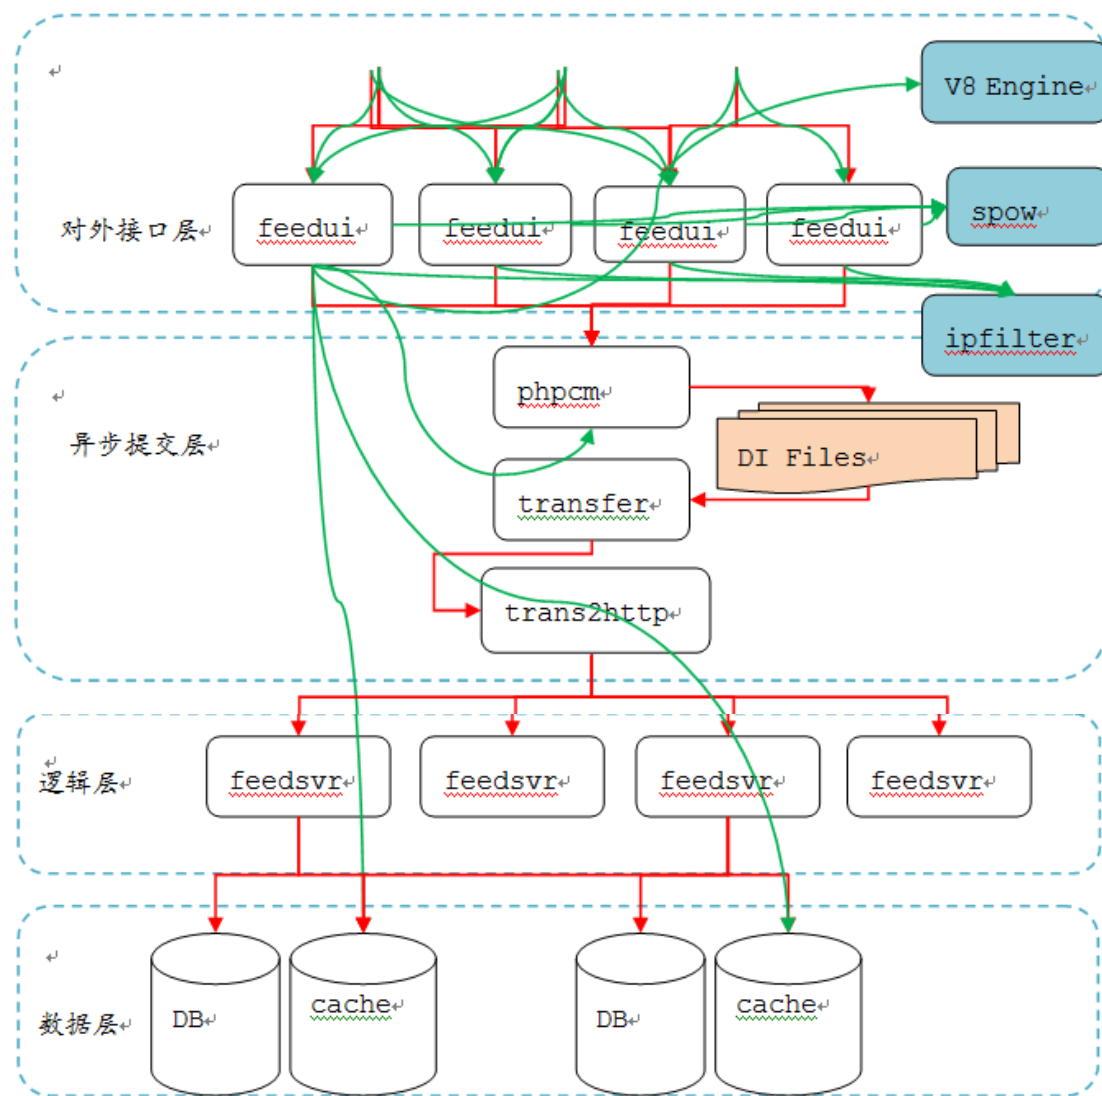 V8 Engine
对外接口层
feedui
feedui
feedui
feedui
spow
ipfilter
异步提交层
phpcm
DI Files
transfer
trans2http
逻辑层
feedsvr
feedsvr
feedsvr
feedsvr
数据层
DB
cache
DB
cache